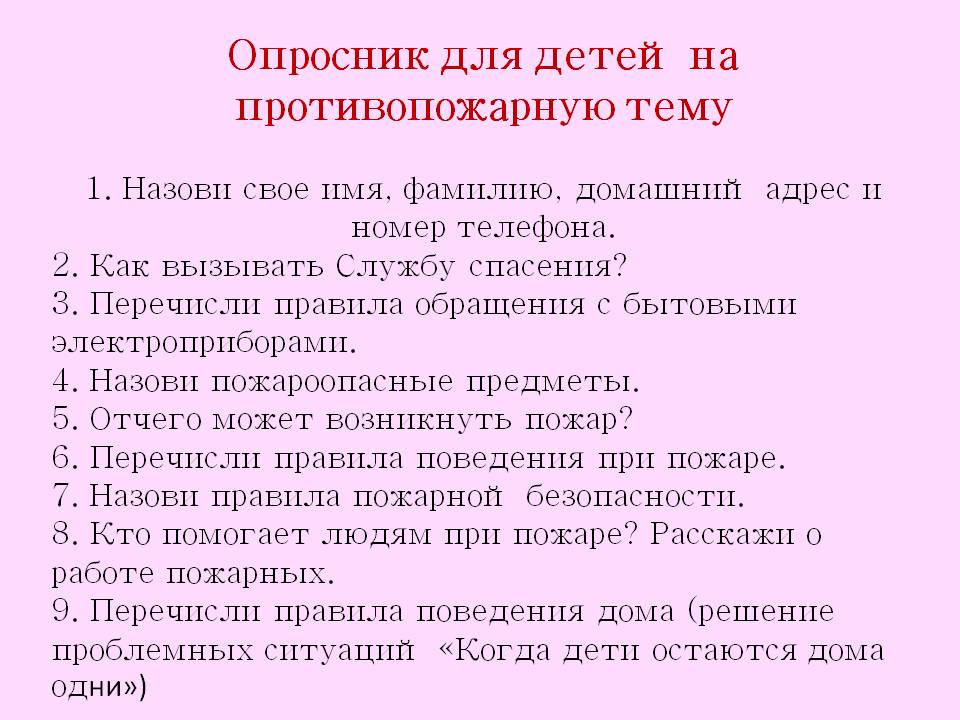 Опросник для детей на
противопожарную тему
1. Назови свое имя, фамилию, домашний адрес и
номер телефона.
2. Как вызывать Службу спасения?
3. Перечисли правила обращения с бытовыми
электроприборами.
4. Назови пожароопасные предметы.
5. Отчего может возникнуть пожар?
6. Перечисли правила поведения при пожаре.
7. Назови правила пожарной безопасности.
8. Кто помогает людям при пожаре? Расскажи о
работе пожарных.
9. Перечисли правила поведения дома (решение
проблемных ситуаций «Когда дети остаются дома
одни»)